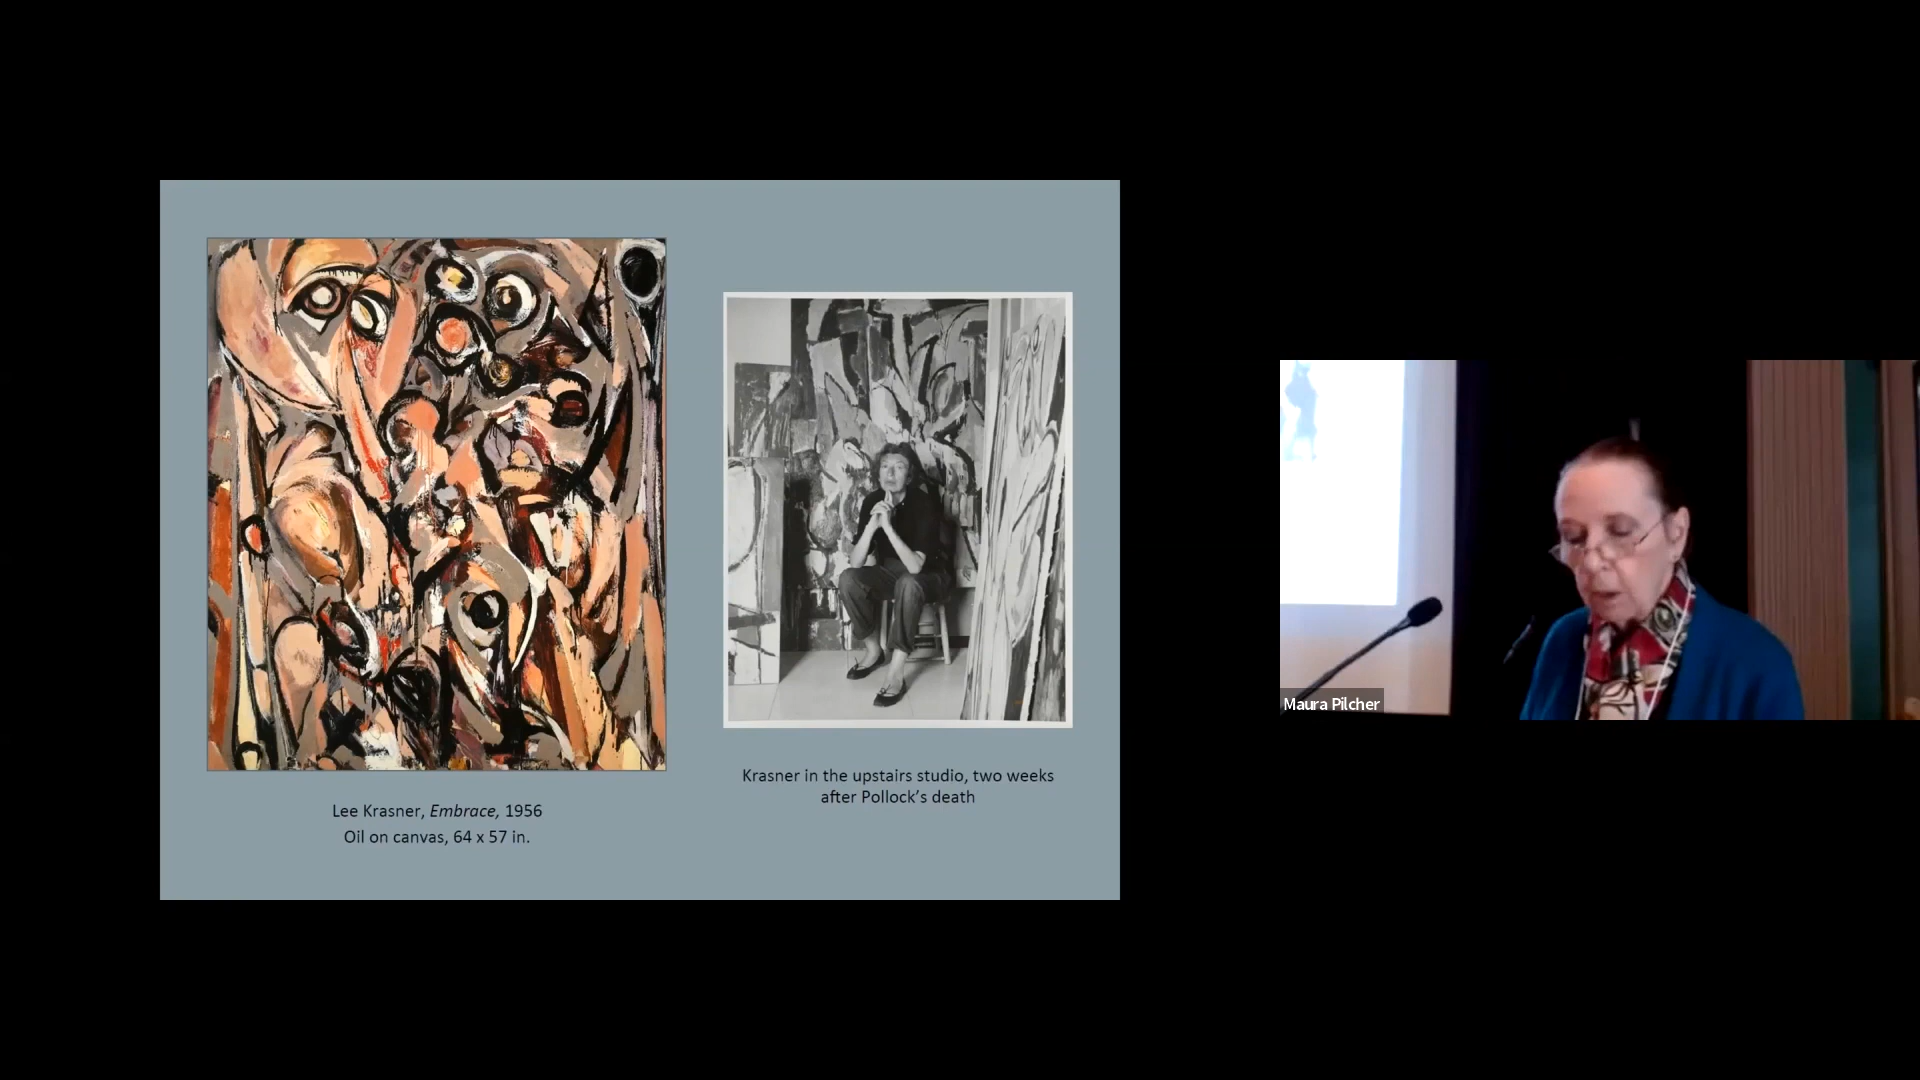 Lee Krasner, Embrace, 1956
Oil on canvas, 64 x 57 in.
Krasner in the upstairs studio, two weeks
after Pollock's death
Maura Pilcher